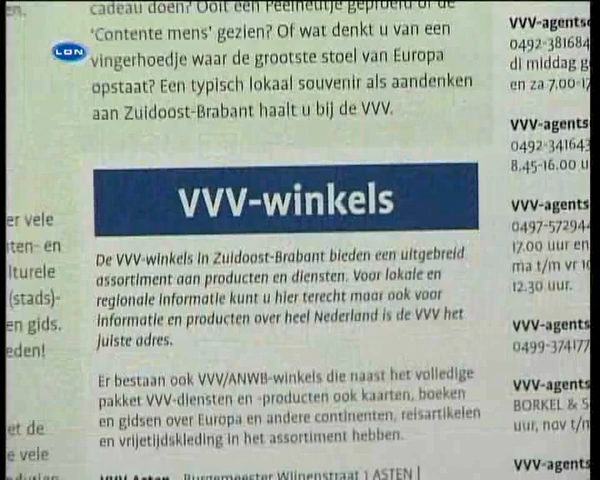 en.
cadeau doen? Ooit een Peelneutje geproefd of de
'Contente mens' gezien? Of wat denkt u van een
LDN
vingerhoedje waar de grootste stoel van Europa
opstaat? Een typisch lokaal souvenir als aandenken
aan Zuidoost-Brabant haalt u bij de VVV.
VVV-winkels
De VVV-winkels in Zuidoost-Brabant bieden een uitgebreid
assortiment aan producten en diensten. Voor lokale en
regionale informatie kunt u hier terecht maar ook voor
informatie en producten over heel Nederland is de VVV het
juiste adres.
Er bestaan ook VVV/ANWB-winkels die naast het volledige
pakket VVV-diensten en -producten ook kaarten, boeken
en gidsen over Europa en andere continenten, reisartikelen
en vrijetijdskleding in het assortiment hebben.
VVV Asten Burgemeester Wijnenstraat 1 ASTEN |
er vele
ten- en
lturele
(stads)-
en gids.
eden!
et de
e vele
VVV-agents
0492-381684
di middag g
en za 7.00-17
VVV-agents
0492-341643
8.45-16.00 u
VVV-agents
0497-572944
17.00 uur en
ma t/m vr 10
12.30 uur.
VVV-agents
0499-374177
VVV-agents
BORKEL & S
uur, nov t/m
VVV-agents